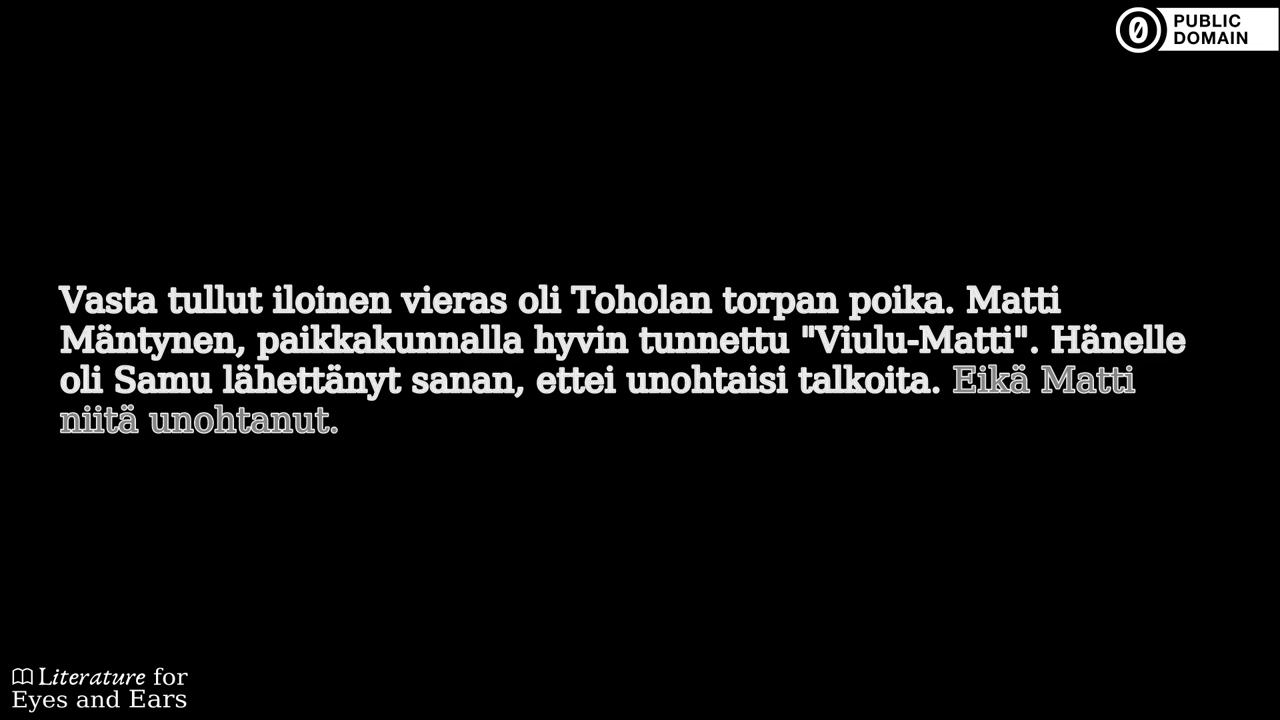 PUBLIC
DOMAIN
Vasta tullut iloinen vieras oli Toholan torpan poika. Matti
Mäntynen, paikkakunnalla hyvin tunnettu "Viulu-Matti". Hänelle
oli Samu lähettänyt sanan, ettei unohtaisi talkoita. Eikä Matti
niitä unohtanut.
Literature for
Eyes and Ears